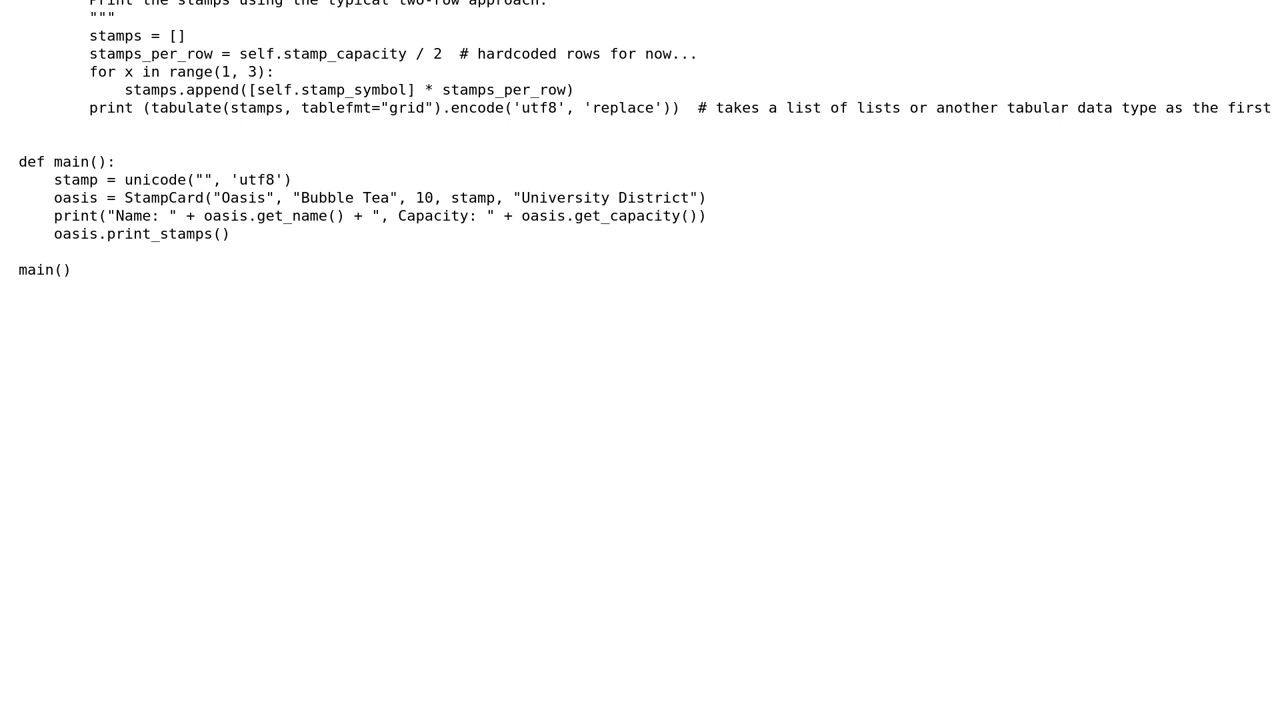 Print the stamps using the typical two-row approach.
"""
stamps = []
stamps_per_row = self.stamp_capacity / 2  # hardcoded rows for now...
for x in range(1, 3):
stamps.append([self.stamp_symbol] * stamps_per_row)
print (tabulate(stamps, tablefmt="grid").encode('utf8', 'replace'))  # takes a list of lists or another tabular data type as the first
def main():
stamp = unicode("", 'utf8')
oasis = StampCard("Oasis", "Bubble Tea", 10, stamp, "University District")
print("Name: " + oasis.get_name() + ", Capacity: " + oasis.get_capacity())
oasis.print_stamps()
main()